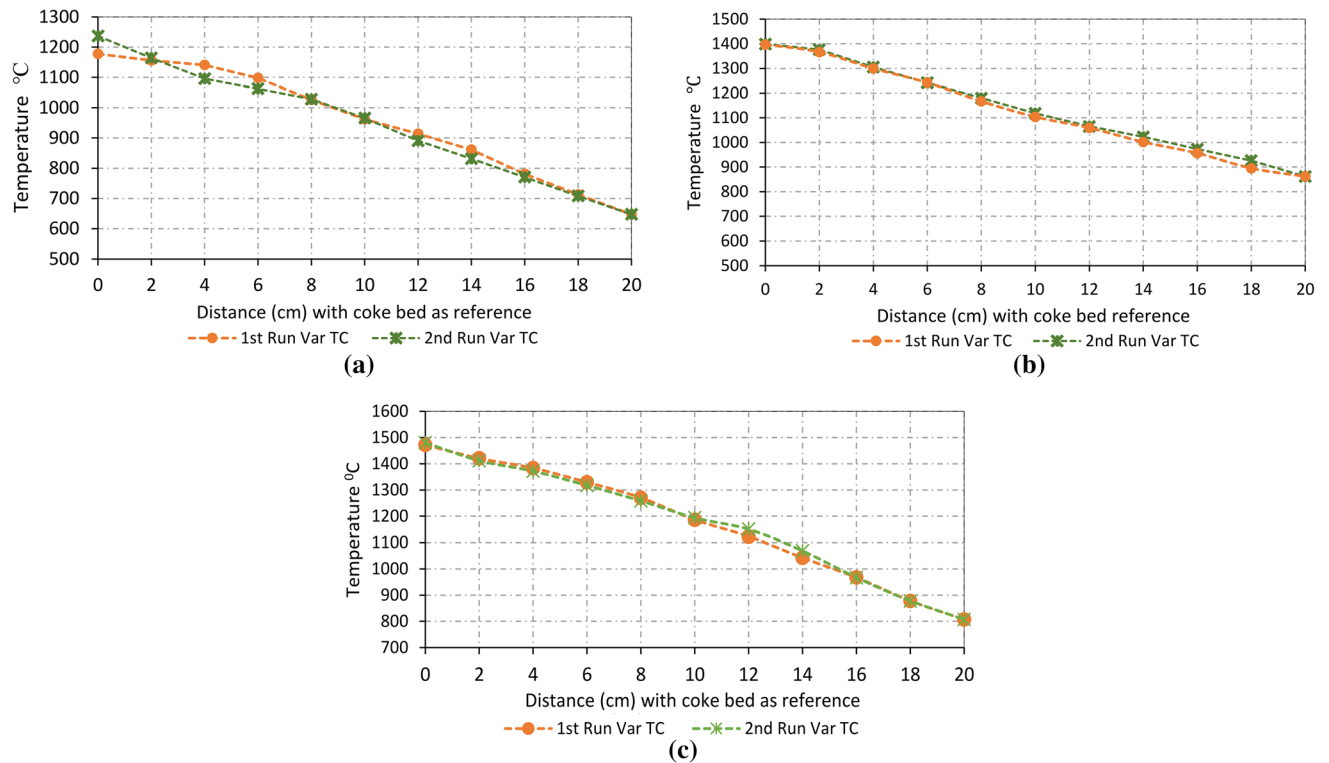 1300
1200
1100
1000
900
800
700
600
500
Temperature °C
0 2 4 6 8 10 12 14 16 18 20
Distance (cm) with coke bed as reference
1st Run Var TC 2nd Run Var TC
(a)
1500
1400
1300
1200
1100
1000
900
800
700
600
500
Temperature °C
0 2 4 6 8 10 12 14 16 18 20
Distance (cm) with coke bed reference
1st Run Var TC 2nd Run Var TC
(b)
1600
1500
1400
1300
1200
1100
1000
900
800
700
Temperature ⁰C
0 2 4 6 8 10 12 14 16 18 20
Distance (cm) with coke bed as reference
1st Run Var TC 2nd Run Var TC
(c)